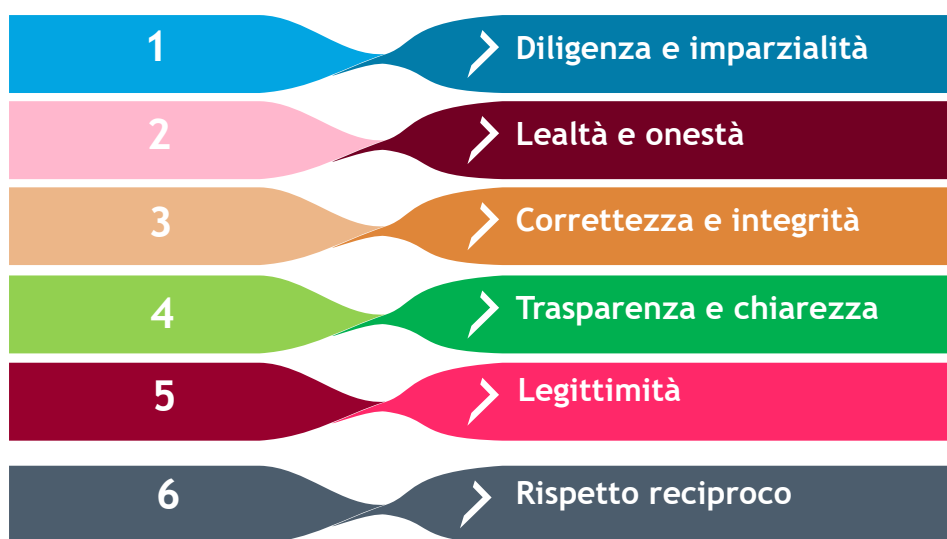 1 Diligenza e imparzialità
2 Lealtà e onestà
3 Correttezza e integrità
4 Trasparenza e chiarezza
5 Legittimità
6 Rispetto reciproco